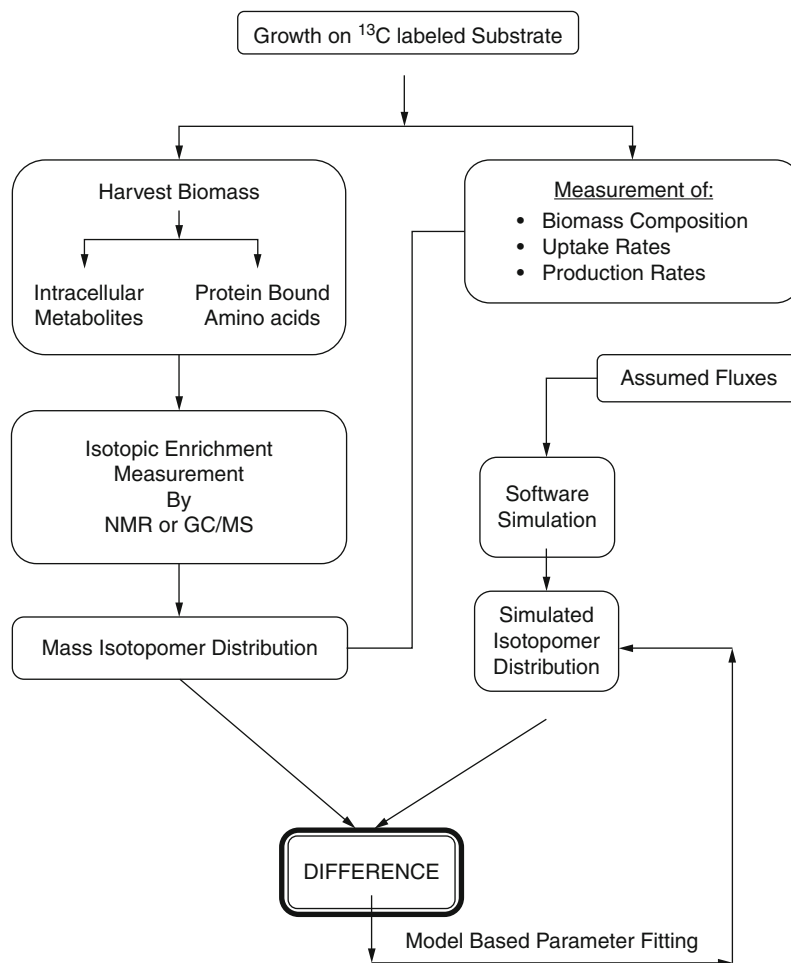 Growth on ¹³C labeled Substrate
Harvest Biomass
Intracellular
Metabolites
Protein Bound
Amino acids
Measurement of:
• Biomass Composition
• Uptake Rates
• Production Rates
Assumed Fluxes
Isotopic Enrichment
Measurement
By
NMR or GC/MS
Software
Simulation
Mass Isotopomer Distribution
Simulated
Isotopomer
Distribution
DIFFERENCE
Model Based Parameter Fitting